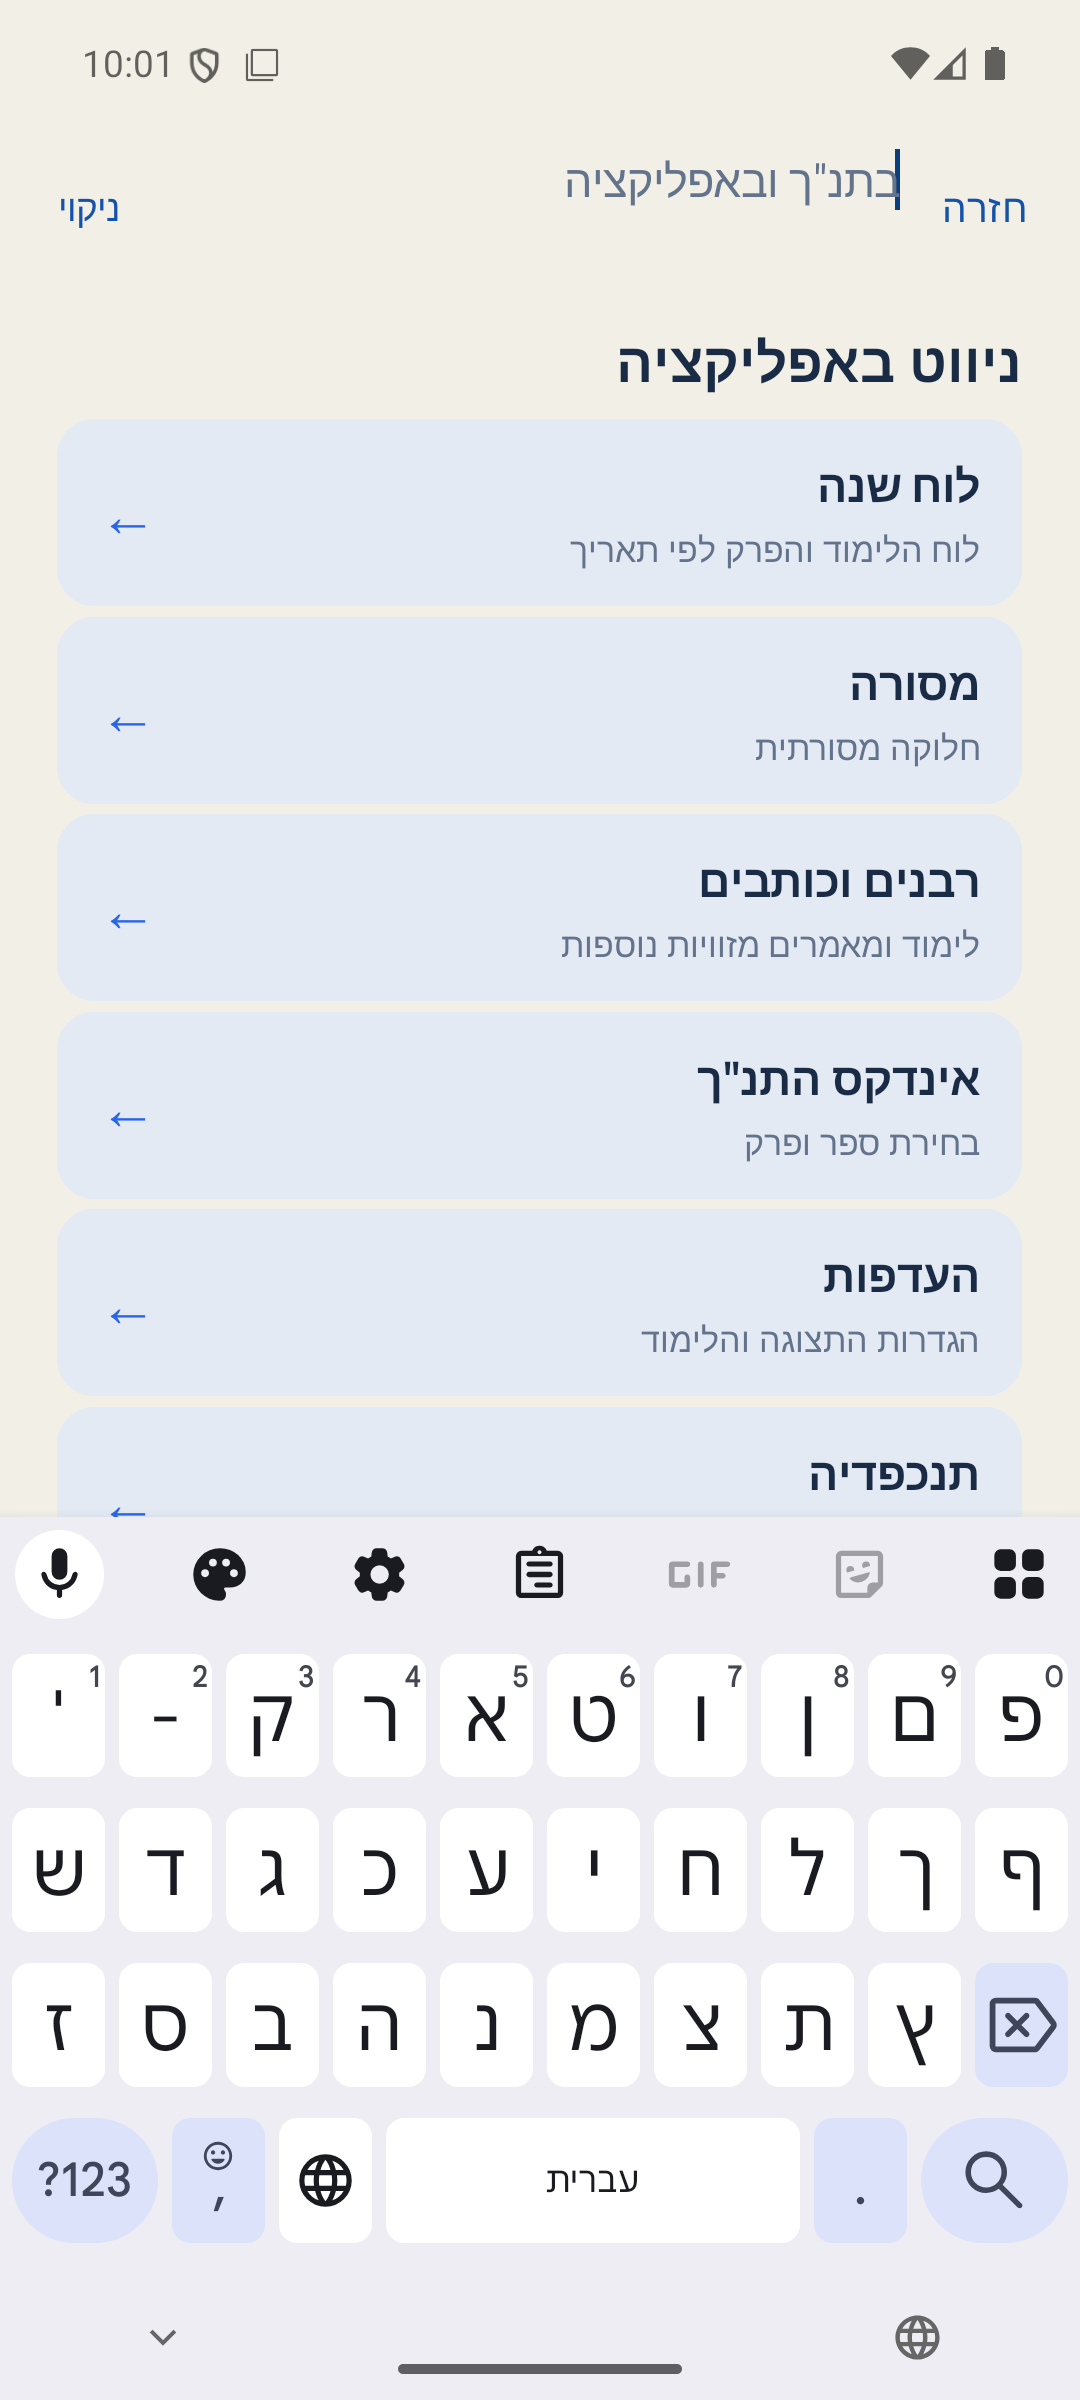 10:01
חזרה
בתנ"ך ובאפליקציה
ניקוי
ניווט באפליקציה
לוח שנה
לוח הלימוד והפרק לפי תאריך
←
מסורה
חלוקה מסורתית
←
רבנים וכותבים
לימוד ומאמרים מזוויות נוספות
←
אינדקס התנ"ך
בחירת ספר ופרק
←
העדפות
הגדרות התצוגה והלימוד
←
תנכפדיה
←
GIF
' 1 - 2 ק 3 ר 4 א 5 ט 6 ו 7 ן 8 ם 9 פ 0
ש ד ג כ ע י ח ל ך ף
ז ס ב ה נ מ צ ת ץ
?123 , עברית .